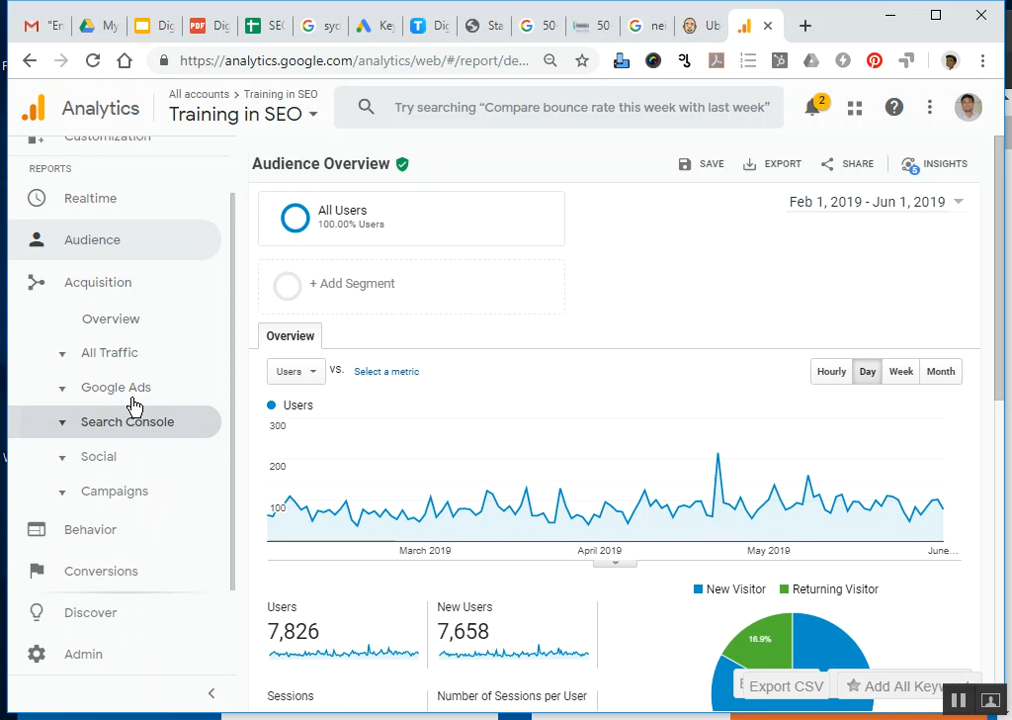 "En
My
Dig
PDF
Dig
SEC
syc
Key
Dig
Sta
50
50
nei
Ub
https://analytics.google.com/analytics/web/#/report/de...
Analytics
All accounts > Training in SEO
Training in SEO
Try searching “Compare bounce rate this week with last week”
2
Customization
REPORTS
Realtime
Audience
Acquisition
Overview
All Traffic
Google Ads
Search Console
Social
Campaigns
Behavior
Conversions
Discover
Admin
Audience Overview
SAVE
EXPORT
SHARE
5
INSIGHTS
All Users
100.00% Users
Feb 1, 2019 - Jun 1, 2019
+ Add Segment
Overview
Users
VS.
Select a metric
Hourly
Day
Week
Month
Users
300
200
100
March 2019
April 2019
May 2019
June...
New Visitor
Returning Visitor
Users
7,826
New Users
7,658
16.9%
Sessions
Number of Sessions per User
Export CSV
Add All Keyw